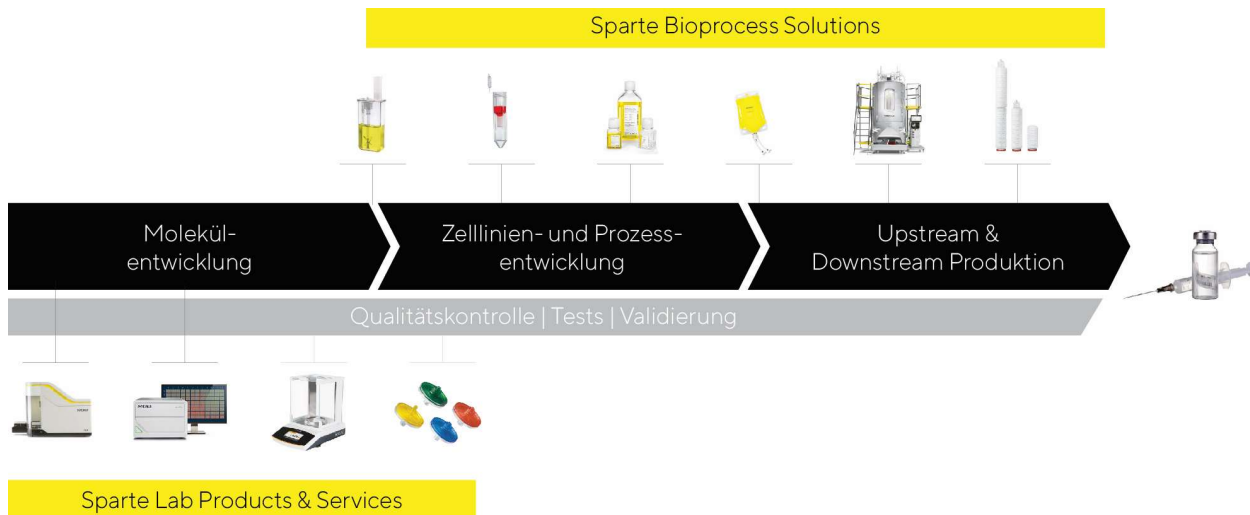 Sparte Bioprocess Solutions
Molekül-
entwicklung
Zelllinien- und Prozess-
entwicklung
Upstream &
Downstream Produktion
Qualitätskontrolle | Tests | Validierung
Sparte Lab Products & Services